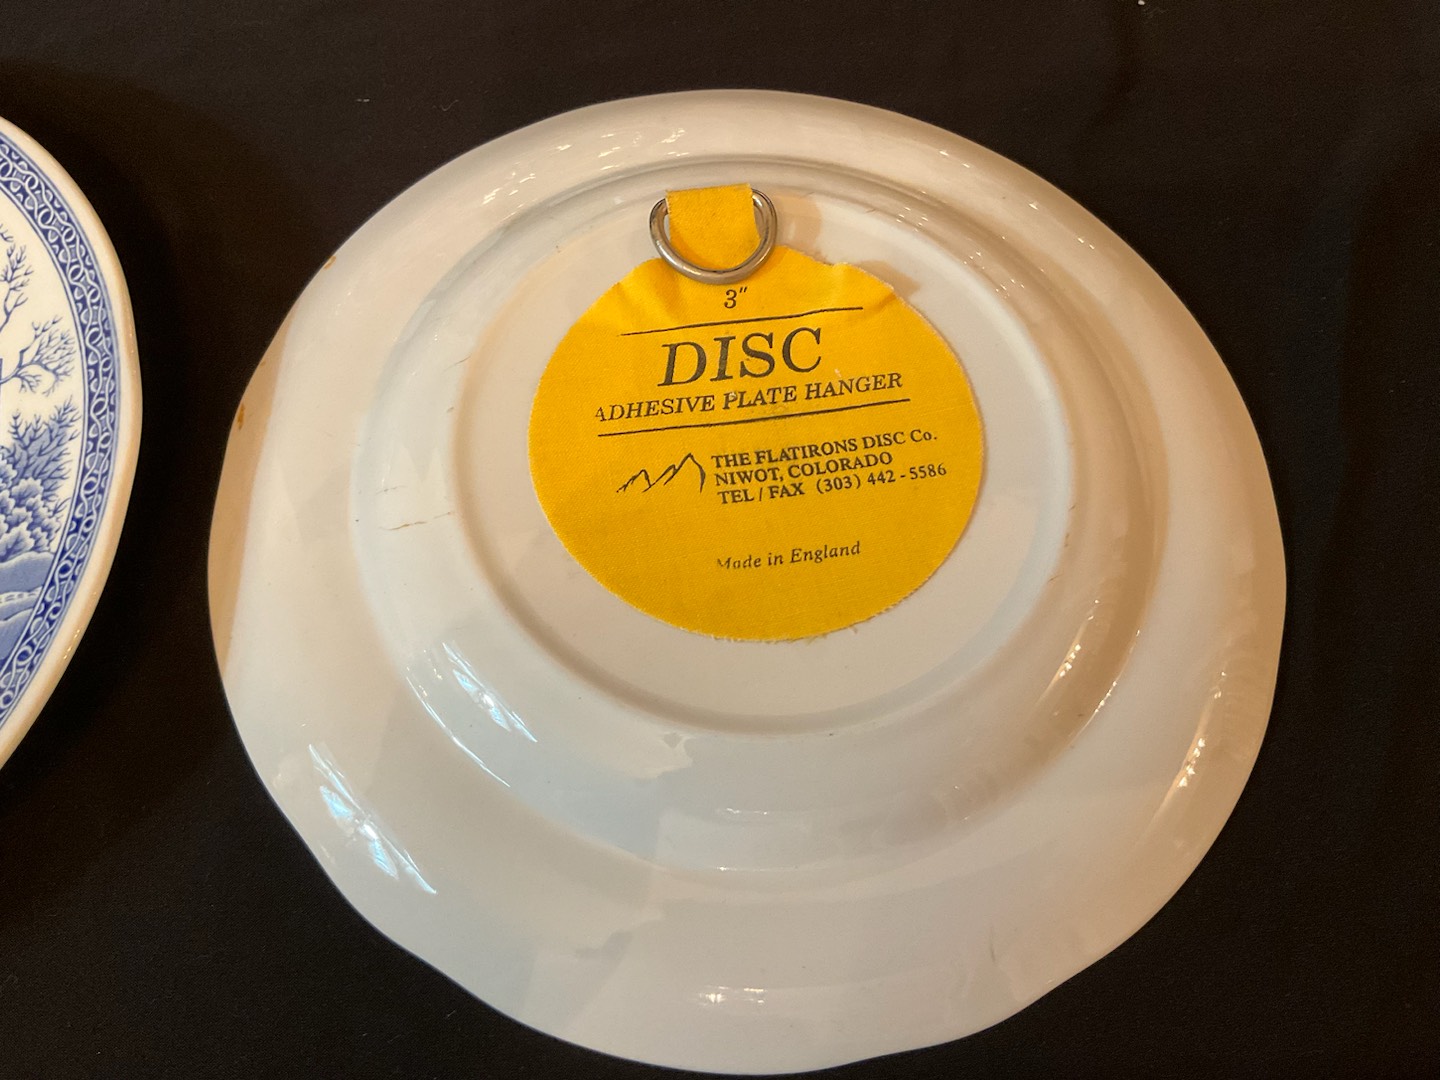 3"
DISC
ADHESIVE PLATE HANGER
THE FLATIRONS DISC Co.
NIWOT, COLORADO
TEL / FAX (303) 442 - 5586
Made in England